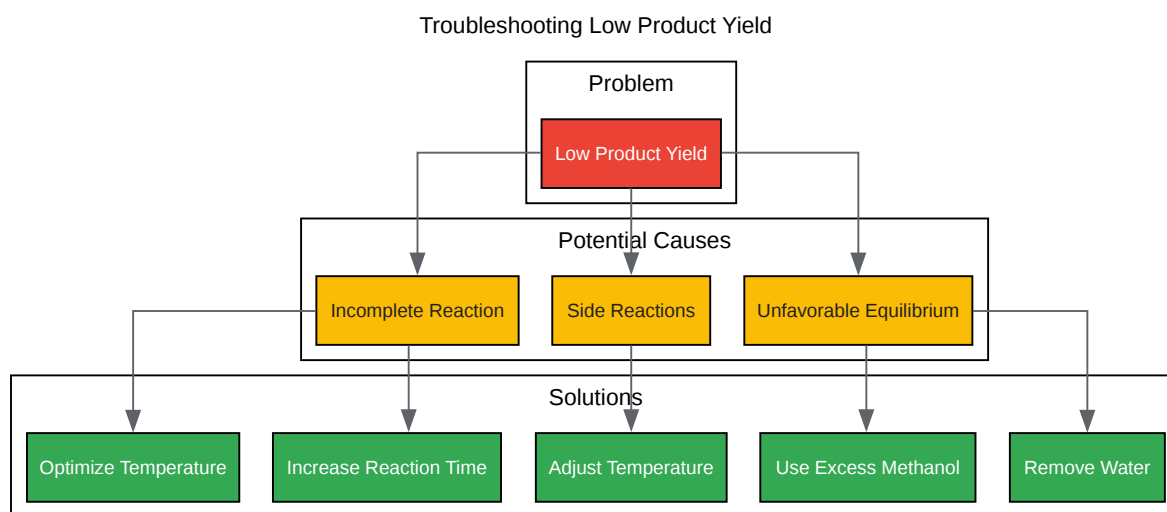 Troubleshooting Low Product Yield
Problem
Low Product Yield
Potential Causes
Incomplete Reaction
Side Reactions
Unfavorable Equilibrium
Solutions
Optimize Temperature
Increase Reaction Time
Adjust Temperature
Use Excess Methanol
Remove Water